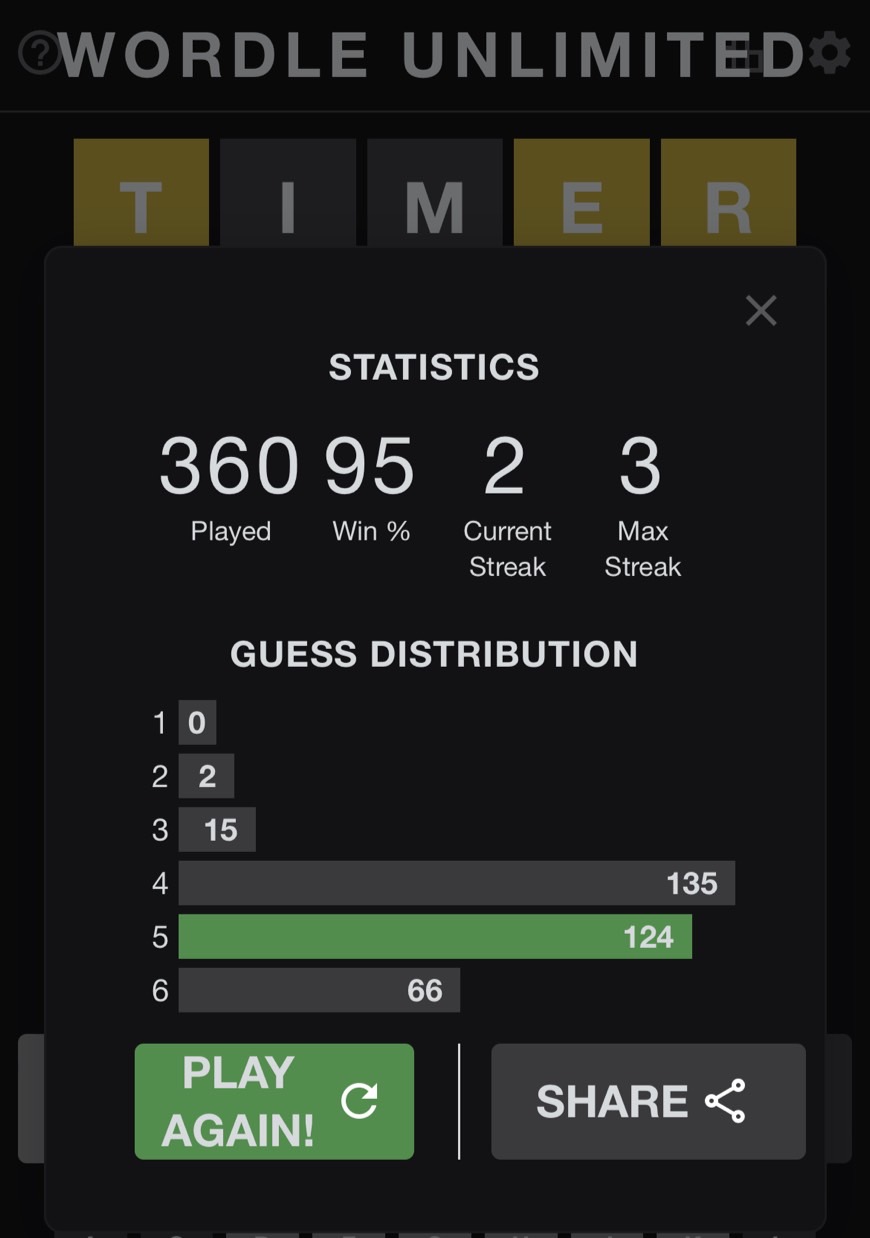 WORDLE UNLIMITED
T I M E R
STATISTICS
360 95 2 3
Played Win % Current Streak Max Streak
GUESS DISTRIBUTION
1 0
2 2
3 15
4 135
5 124
6 66
PLAY
AGAIN!
SHARE